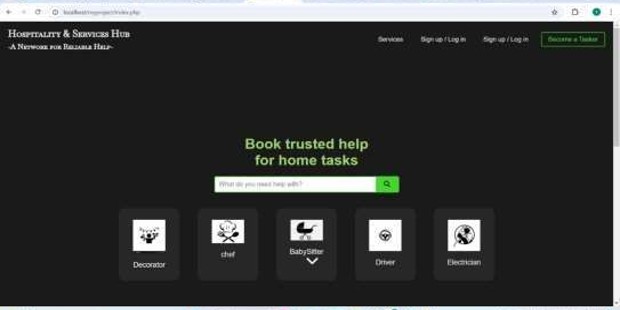 localhost/myproject/index.php
HOSPITALITY & SERVICES HUB
-A NETWORK FOR RELIABLE HELP-
Services Sign up / Log in Sign up / Log in Become a Tasker
Book trusted help
for home tasks
What do you need help with?
Decorator chef BabySitter Driver Electrician